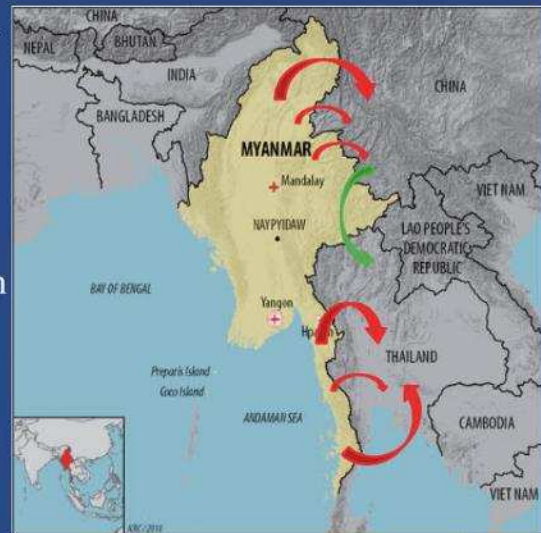 CHINA
NEPAL
BHUTAN
INDIA
CHINA
BANGLADESH
MYANMAR
Mandalay
VIET NAM
NAYPYIDAW
LAO PEOPLE'S
DEMOCRATIC
REPUBLIC
BAY OF BENGAL
Yangon
THAILAND
Preparis Island
Coco Island
ANDAMAN SEA
CAMBODIA
VIET NAM